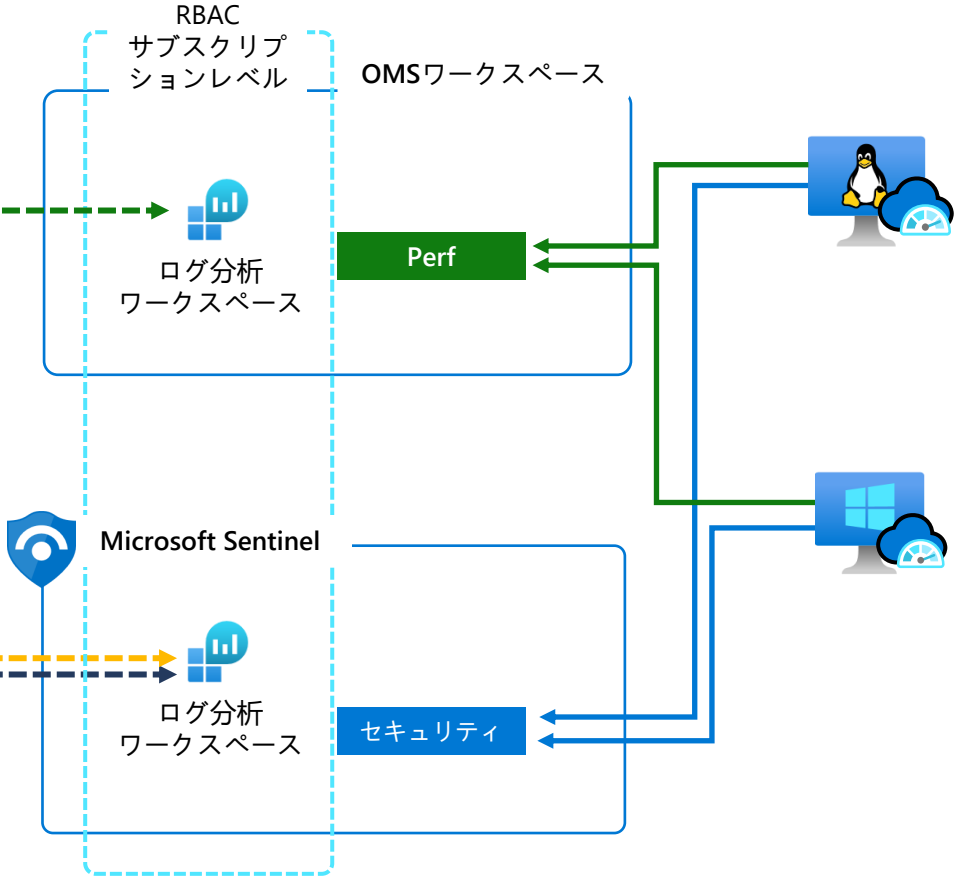 RBAC
サブスクリプ
ションレベル
OMSワークスペース
ログ分析
ワークスペース
Perf
Microsoft Sentinel
ログ分析
ワークスペース
セキュリティ